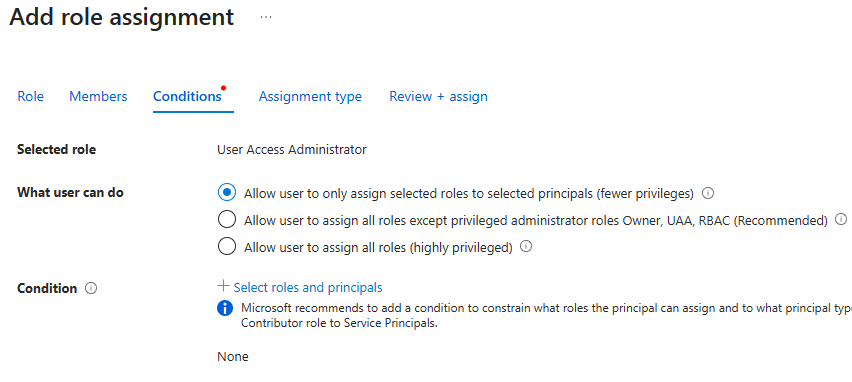 Add role assignment ...
Role Members Conditions Assignment type Review + assign
Selected role User Access Administrator
What user can do Allow user to only assign selected roles to selected principals (fewer privileges)
Allow user to assign all roles except privileged administrator roles Owner, UAA, RBAC (Recommended)
Allow user to assign all roles (highly privileged)
Condition + Select roles and principals
Microsoft recommends to add a condition to constrain what roles the principal can assign and to what principal typ
Contributor role to Service Principals.
None